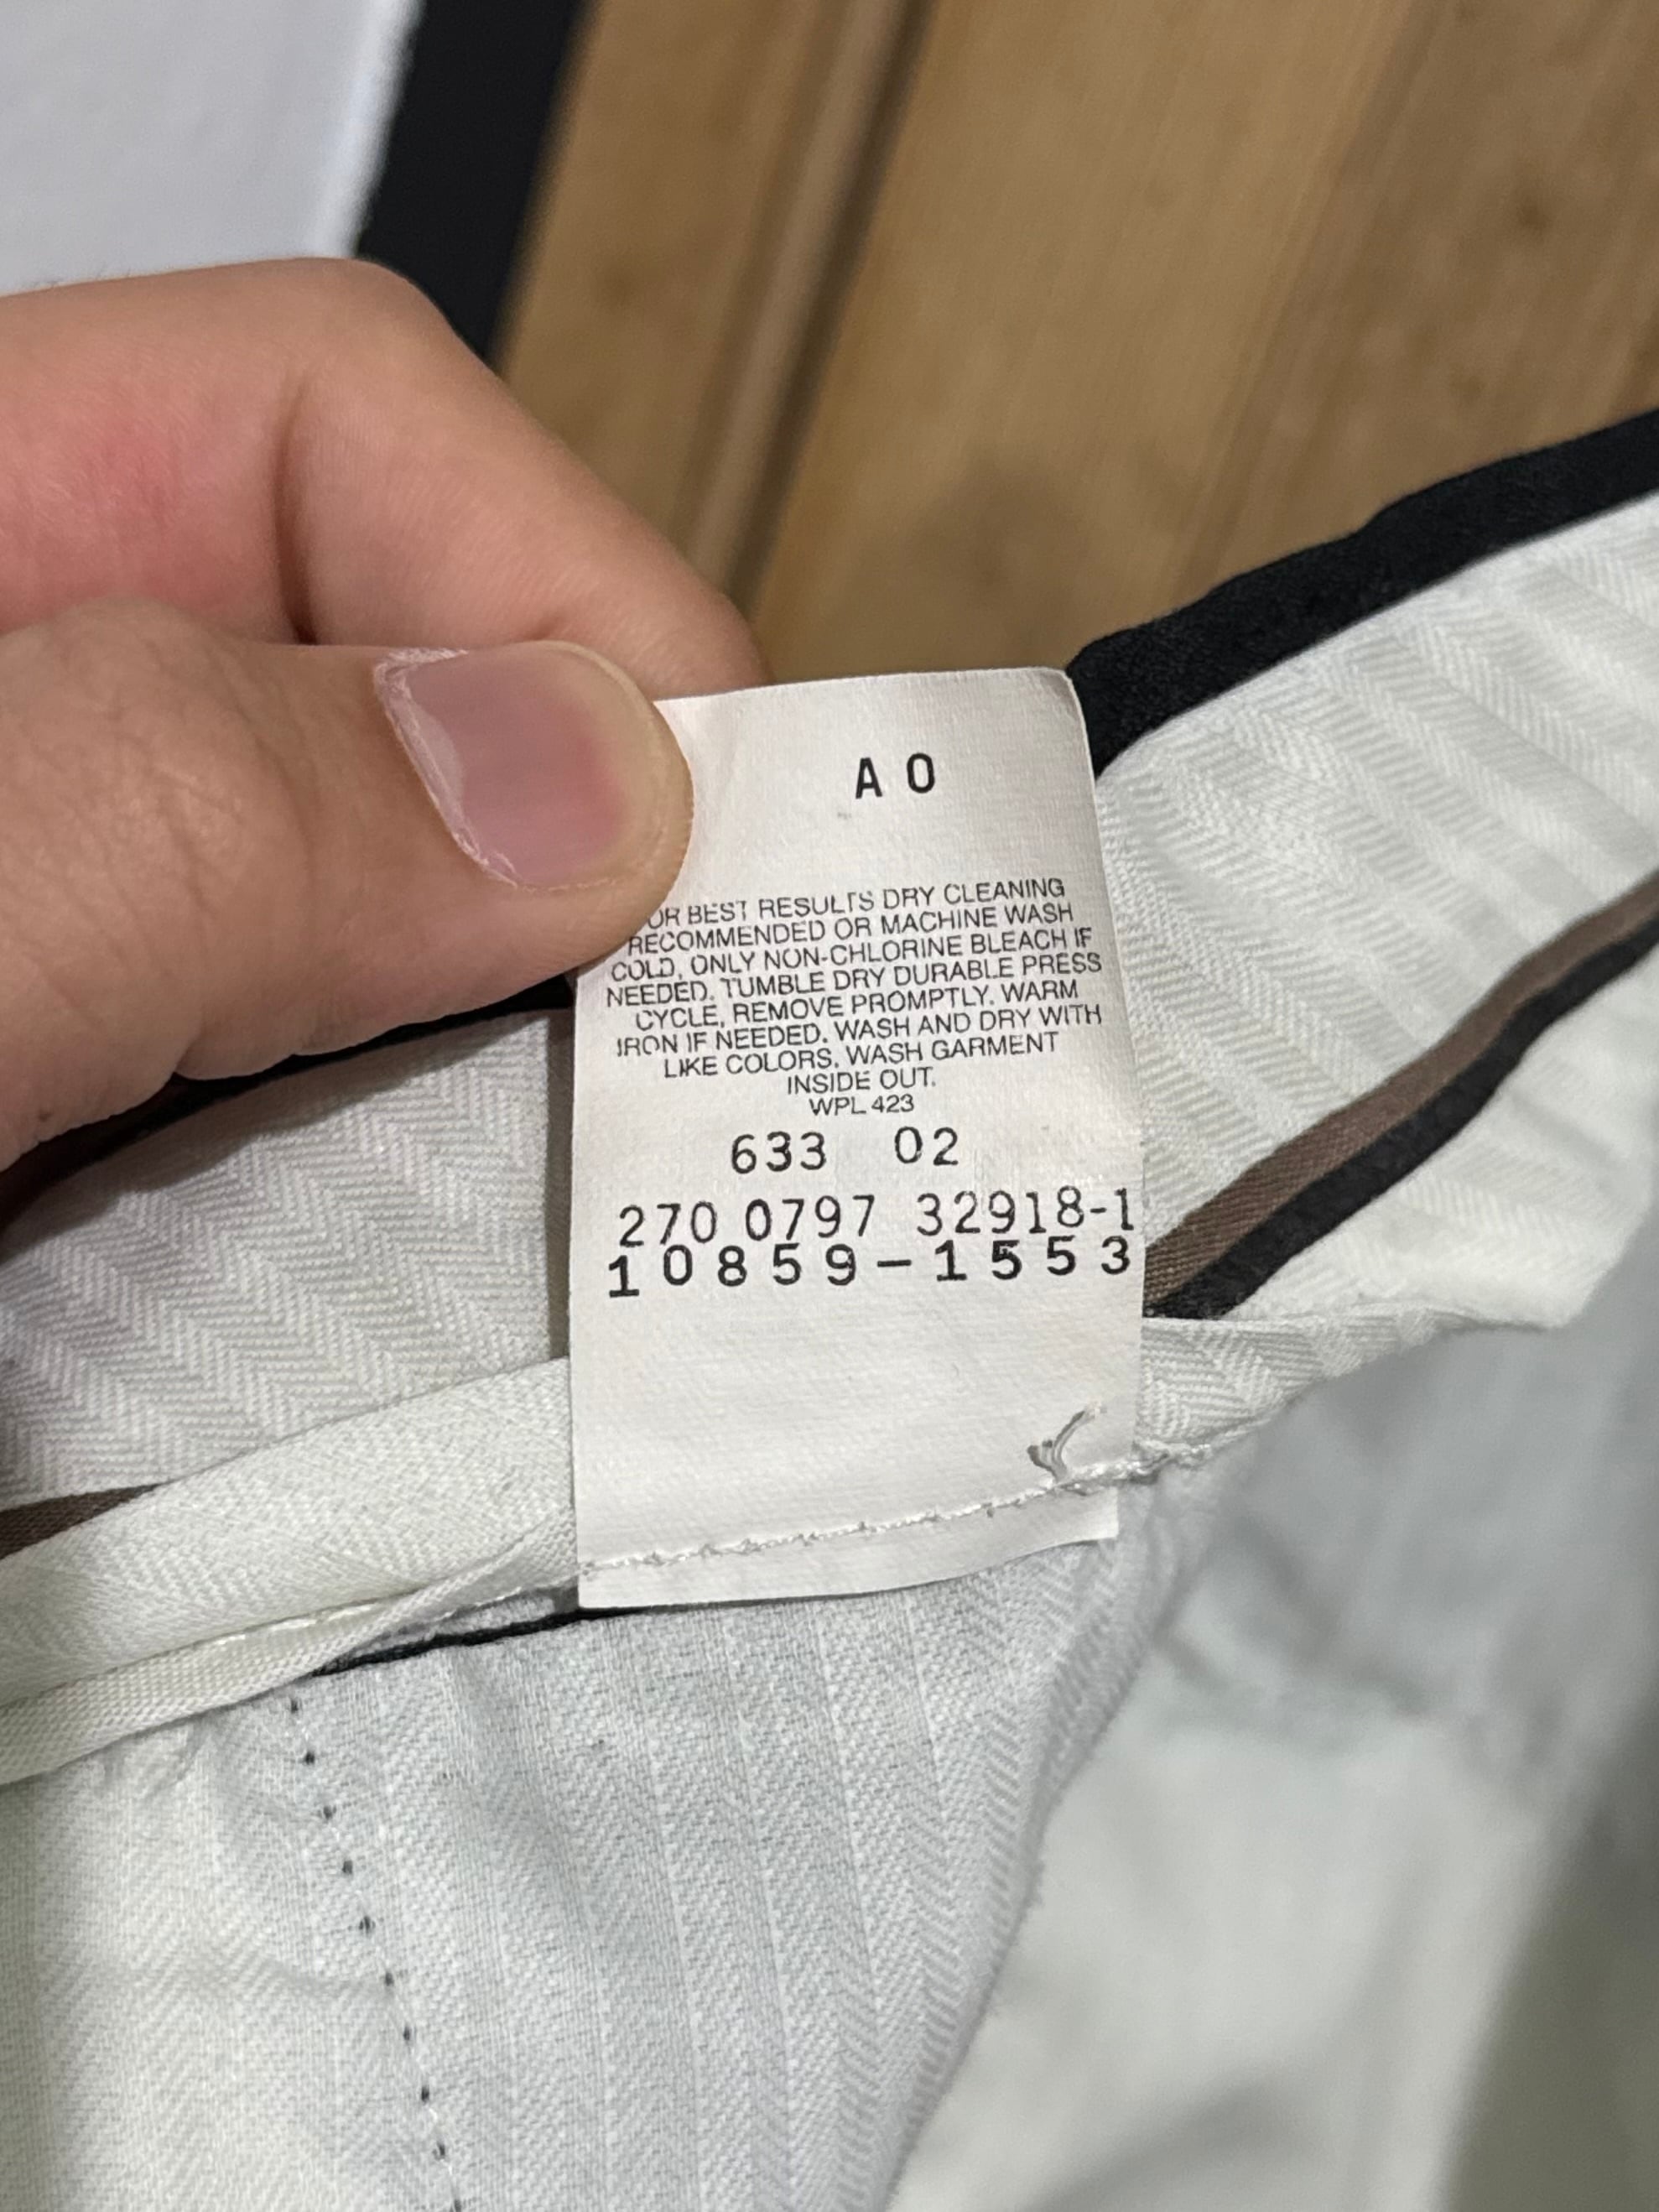 A 0
OR BEST RESULTS DRY CLEANING
RECOMMENDED OR MACHINE WASH
COLD, ONLY NON-CHLORINE BLEACH IF
NEEDED. TUMBLE DRY DURABLE PRESS
CYCLE, REMOVE PROMPTLY. WARM
IRON IF NEEDED. WASH AND DRY WITH
LIKE COLORS. WASH GARMENT
INSIDE OUT.
WPL 423
633 02
270 0797 32918-1
10859-1553